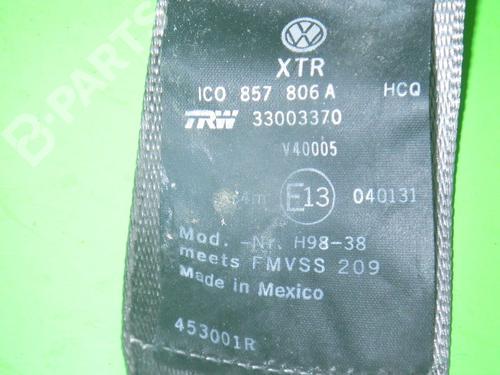 XTR
1C0 857 806 A HCQ
TRW 33003370
V40005
E13 040131
Mod. -Nr. H98-38
meets FMVSS 209
Made in Mexico
453001R
B-PARTS